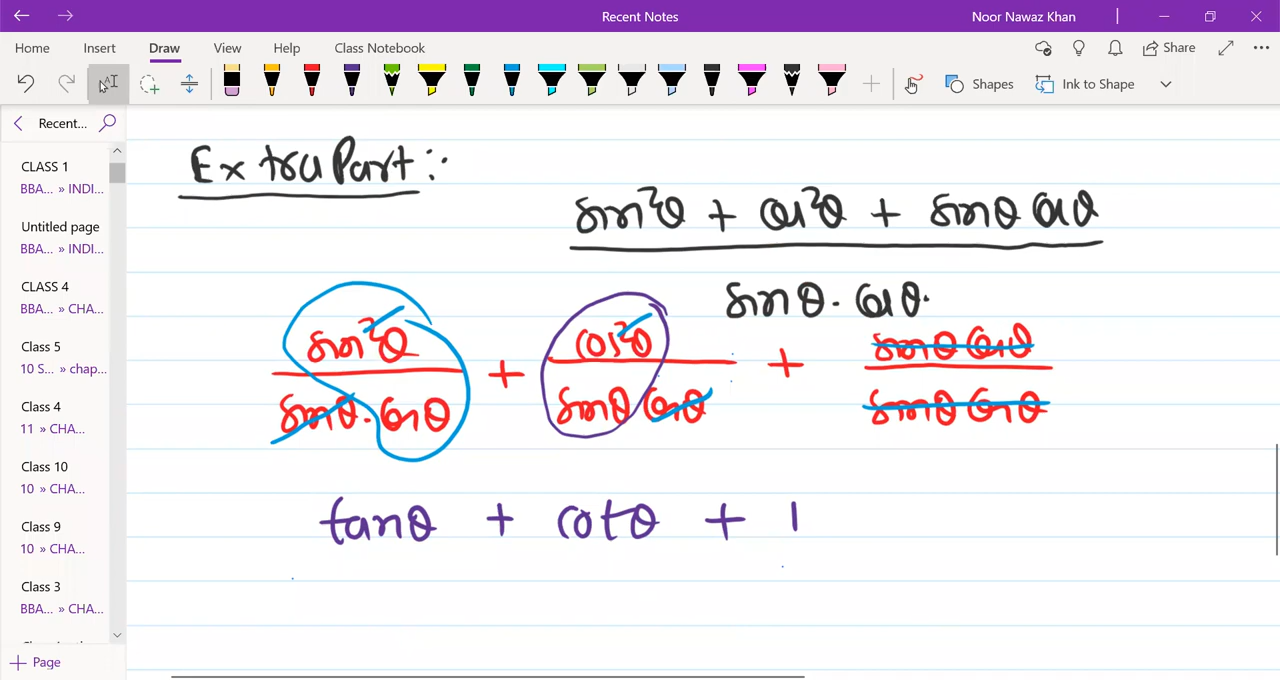 Recent Notes
Noor Nawaz Khan
Home Insert Draw View Help Class Notebook Share
Shapes Ink to Shape
Recent...
CLASS 1
BBA... » INDI...
Untitled page
BBA... » INDI...
CLASS 4
BBA... » CHA...
Class 5
10 S... » chap...
Class 4
11 » CHA...
Class 10
10 » CHA...
Class 9
10 » CHA...
Class 3
BBA... » CHA...
+ Page
Extra Part :
sin²θ + cos²θ + sinθ cosθ
sinθ · cosθ
sin²θ + cos²θ + sinθ cosθ
sinθ · cosθ sinθ cosθ sinθ cosθ
tanθ + cotθ + 1